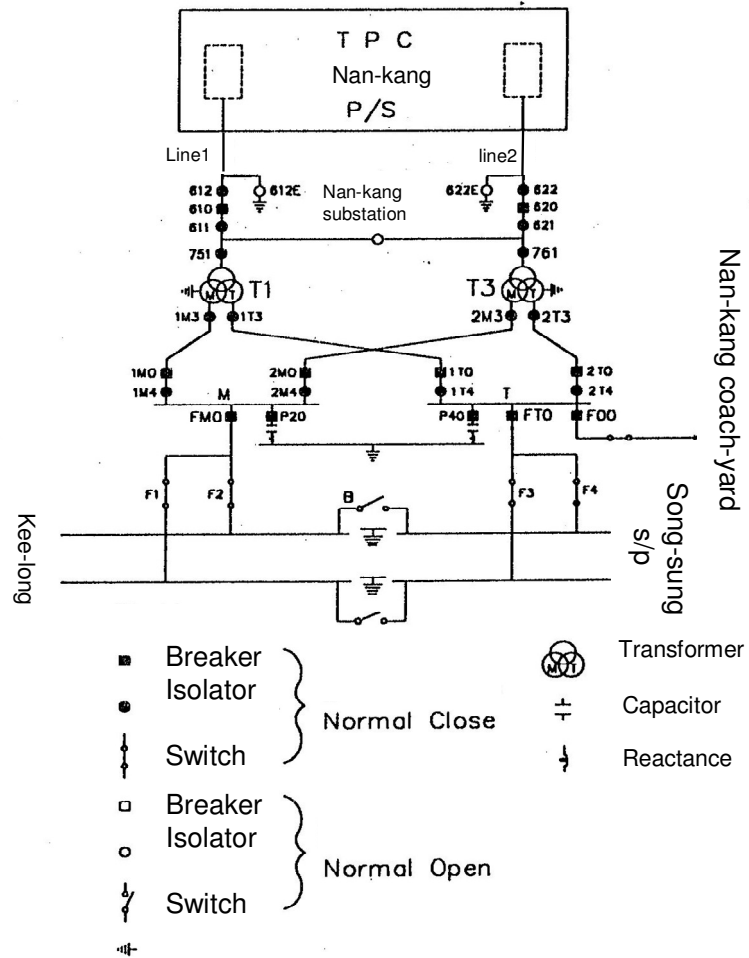 T P C
Nan-kang
P/S
Line1
line2
612
612E
Nan-kang
substation
622E
622
610
620
611
621
751
761
M T
T1
T3
M T
1M3
1T3
2M3
2T3
1M0
2M0
1T0
2T0
1M4
2M4
1T4
2T4
M
T
FM0
P20
P40
FT0
F00
Nan-kang coach-yard
F1
F2
B
F3
F4
Kee-long
Song-sung
s/p
Breaker
Isolator
Switch
Normal Close
Breaker
Isolator
Switch
Normal Open
M T
Transformer
Capacitor
Reactance